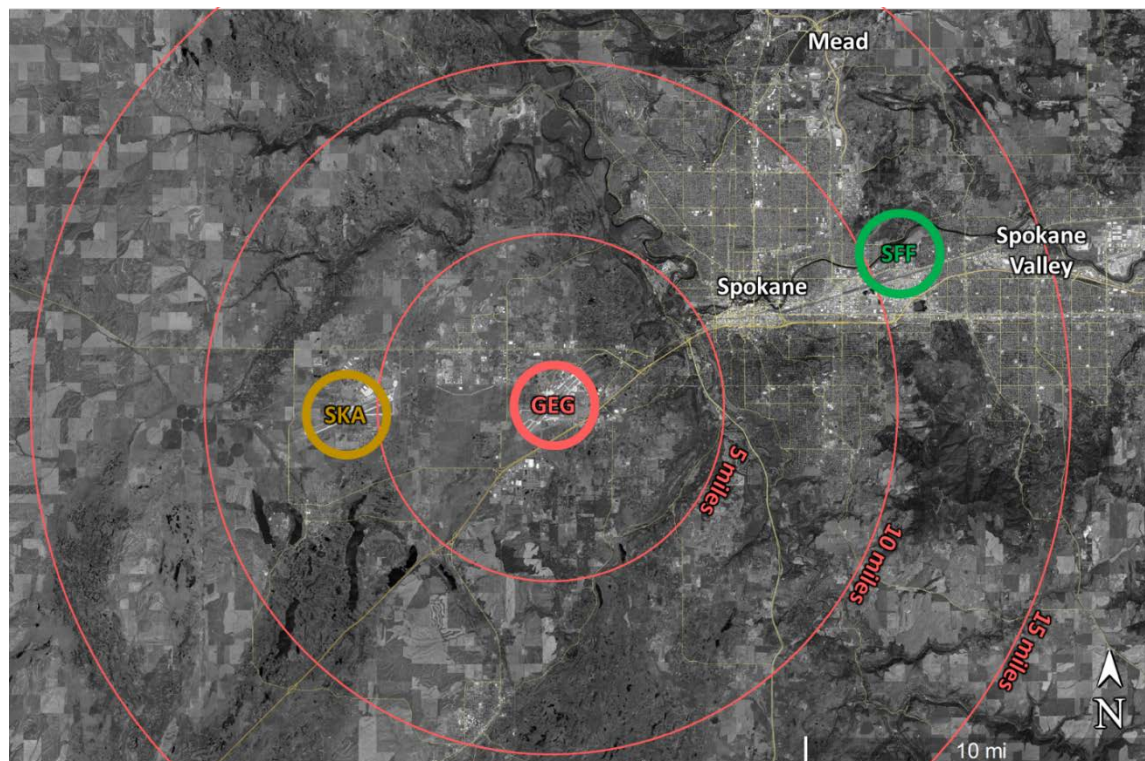 Mead
SFF
Spokane
Valley
Spokane
SKA
GEG
5 miles
10 miles
15 miles
N
10 mi